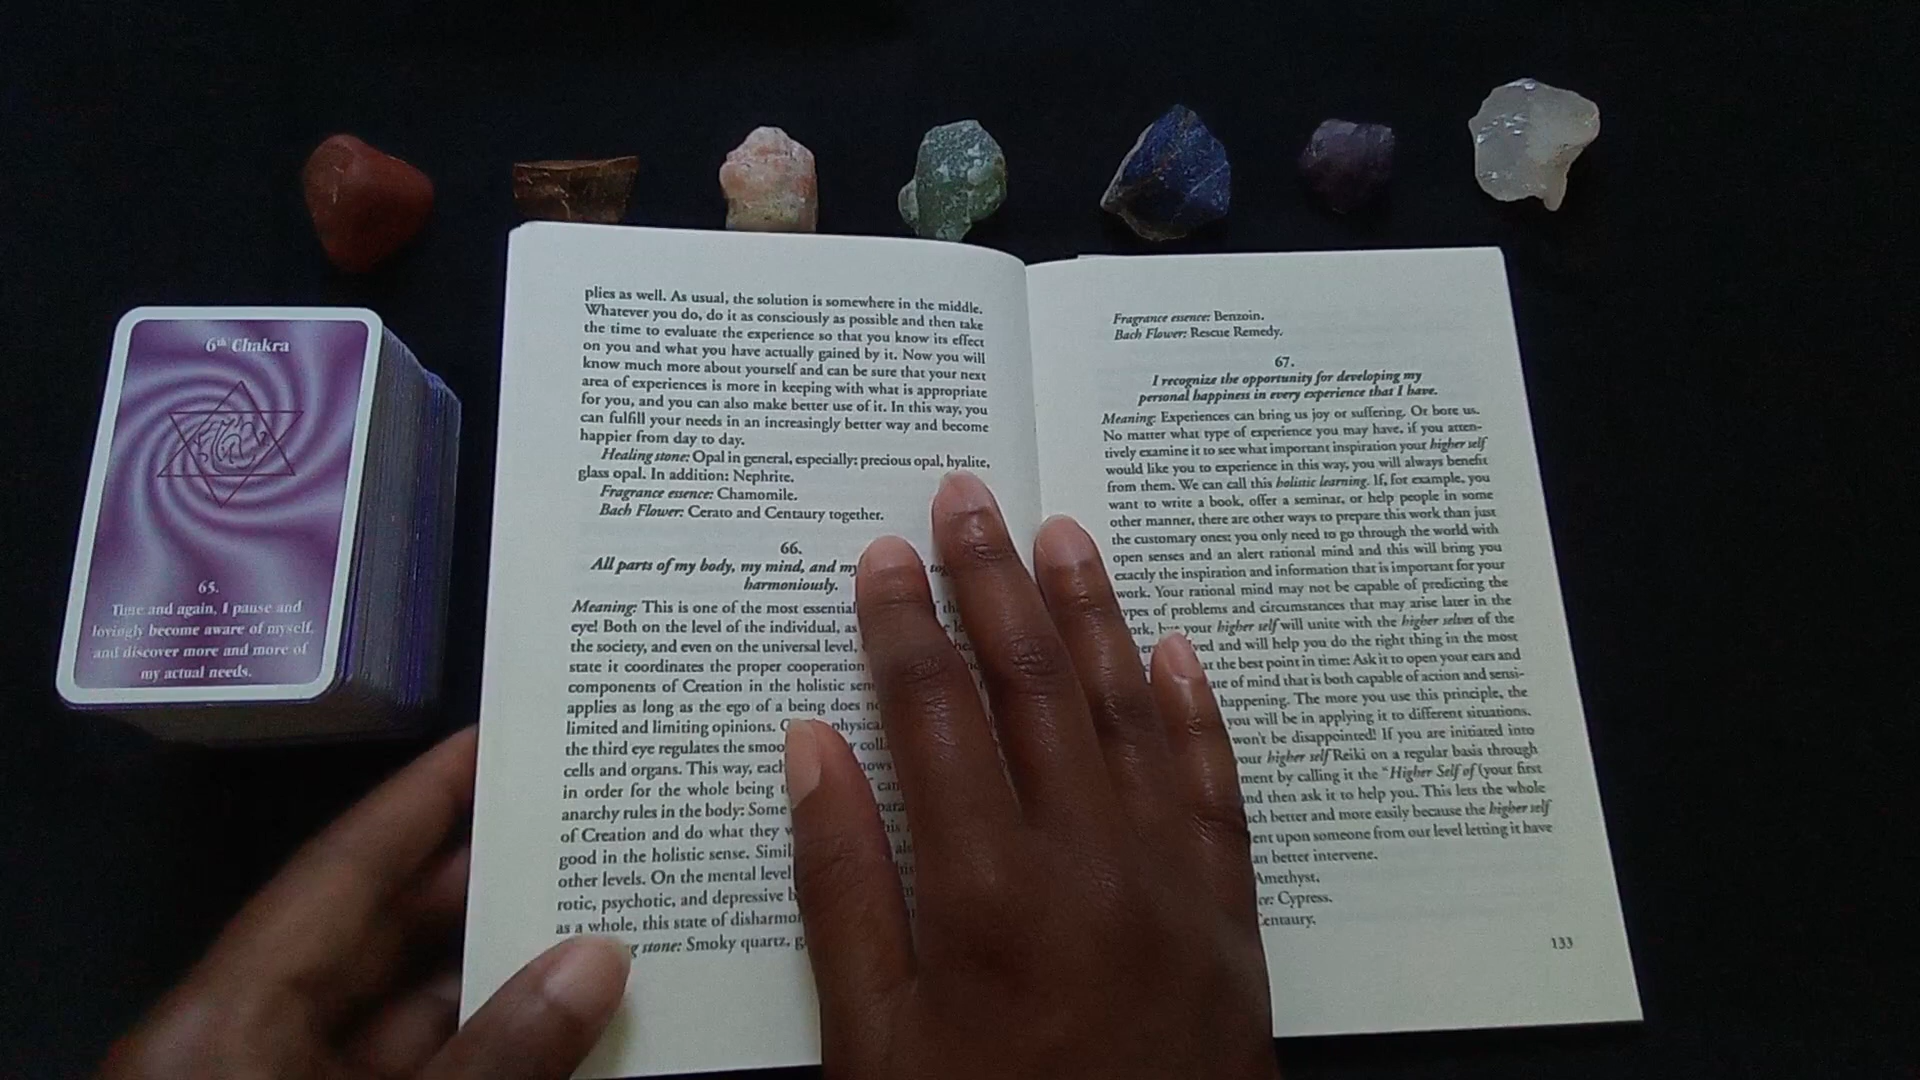 6th Chakra
65.
Time and again, I pause and
lovingly become aware of myself,
and discover more and more of
my actual needs.
plies as well. As usual, the solution is somewhere in the middle.
Whatever you do, do it as consciously as possible and then take
the time to evaluate the experience so that you know its effect
on you and what you have actually gained by it. Now you will
know much more about yourself and can be sure that your next
area of experiences is more in keeping with what is appropriate
for you, and you can also make better use of it. In this way, you
can fulfill your needs in an increasingly better way and become
happier from day to day.
Healing stone: Opal in general, especially: precious opal, hyalite,
glass opal. In addition: Nephrite.
Fragrance essence: Chamomile.
Bach Flower: Cerato and Centaury together.
66.
All parts of my body, my mind, and my
harmoniously.
Meaning: This is one of the most essential
eye! Both on the level of the individual, as
the society, and even on the universal level,
state it coordinates the proper cooperation
components of Creation in the holistic
applies as long as the ego of a being does
limited and limiting opinions.
the third eye regulates the
cells and organs. This way,
in order for the whole being
anarchy rules in the body: Some
of Creation and do what they
good in the holistic sense.
other levels. On the mental level
rotic, psychotic, and depressive
as a whole, this state of
stone: Smoky quartz,
Fragrance essence: Benzoin.
Bach Flower: Rescue Remedy.
67.
I recognize the opportunity for developing my
personal happiness in every experience that I have.
Meaning: Experiences can bring us joy or suffering. Or bore us.
No matter what type of experience you may have, if you atten-
tively examine it to see what important inspiration your higher self
would like you to experience in this way, you will always benefit
from them. We can call this holistic learning. If, for example, you
want to write a book, offer a seminar, or help people in some
other manner, there are other ways to prepare this work than just
the customary ones: you only need to go through the world with
open senses and an alert rational mind and this will bring you
exactly the inspiration and information that is important for your
work. Your rational mind may not be capable of predicting the
types of problems and circumstances that may arise later in the
your higher self will unite with the higher selves of the
and will help you do the right thing in the most
at the best point in time: Ask it to open your ears and
of mind that is both capable of action and sensi-
happening. The more you use this principle, the
you will be in applying it to different situations.
won't be disappointed! If you are initiated into
your higher self Reiki on a regular basis through
ment by calling it the "Higher Self of (your first
and then ask it to help you. This lets the whole
better and more easily because the higher self
upon someone from our level letting it have
better intervene.
Amethyst.
Cypress.
Centaury.
133